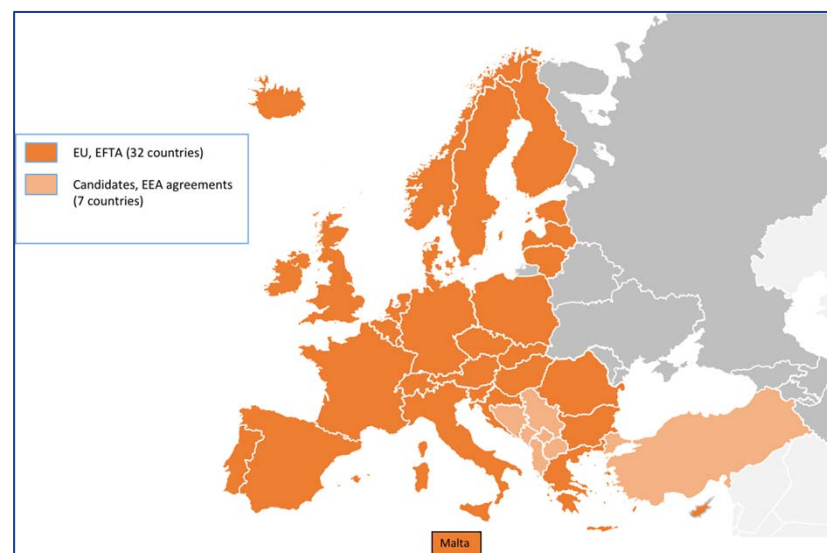 EU, EFTA (32 countries)
Candidates, EEA agreements
(7 countries)
Malta